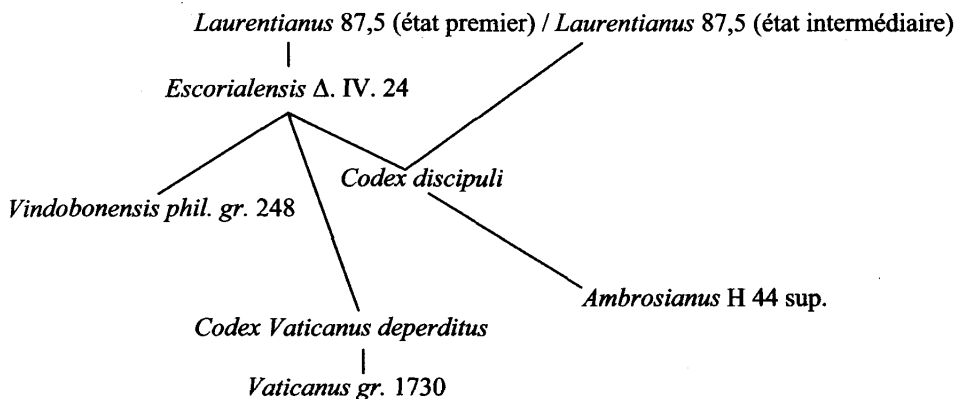 Laurentianus 87,5 (état premier) / Laurentianus 87,5 (état intermédiaire)
Escorialensis Δ. IV. 24
Codex discipuli
Vindobonensis phil. gr. 248
Ambrosianus H 44 sup.
Codex Vaticanus deperditus
Vaticanus gr. 1730